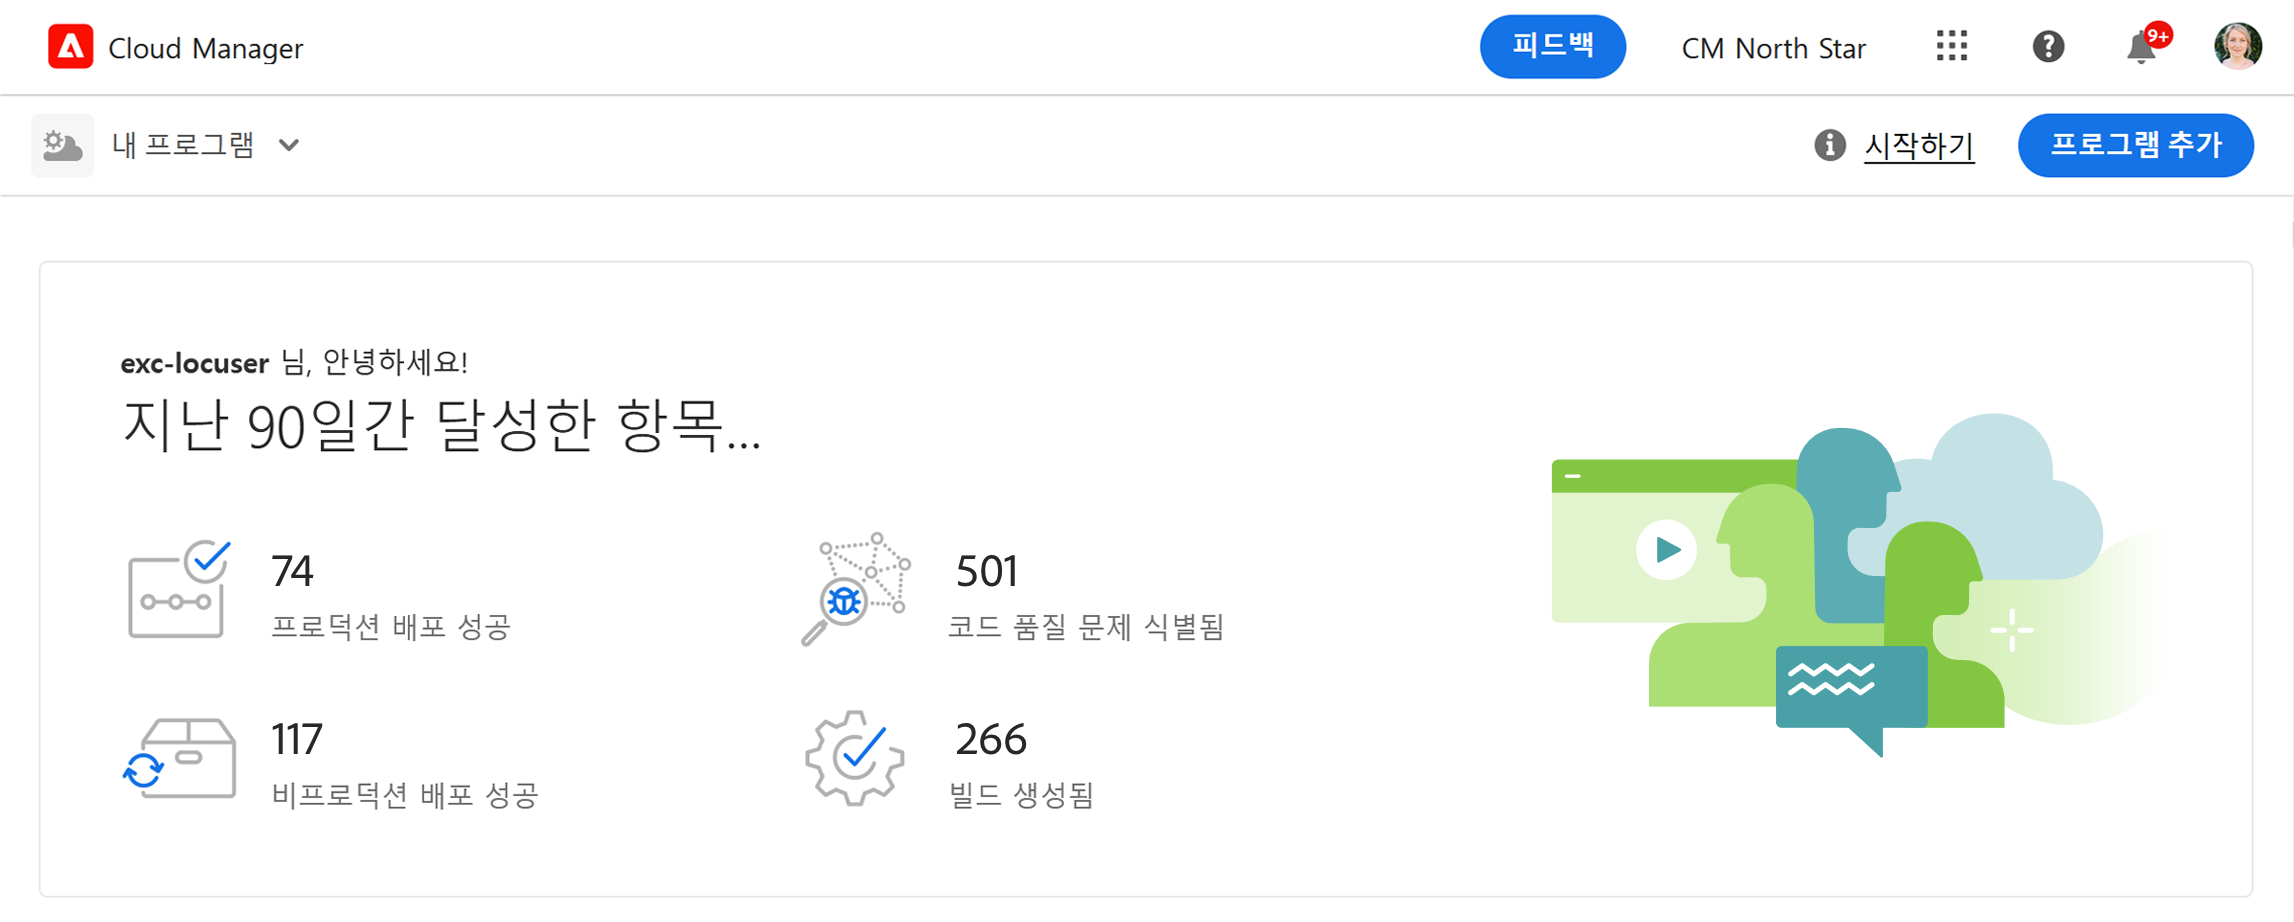 Cloud Manager
피드백
CM North Star
9+
내 프로그램
시작하기
프로그램 추가
exc-locuser 님, 안녕하세요!
지난 90일간 달성한 항목...
74
프로덕션 배포 성공
501
코드 품질 문제 식별됨
117
비프로덕션 배포 성공
266
빌드 생성됨